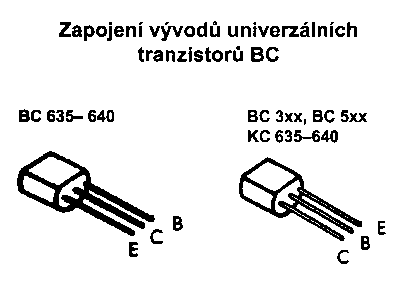 Zapojení vývodů univerzálních
tranzistorů BC
BC 635– 640
BC 3xx, BC 5xx
KC 635–640
B
C
E
E
B
C